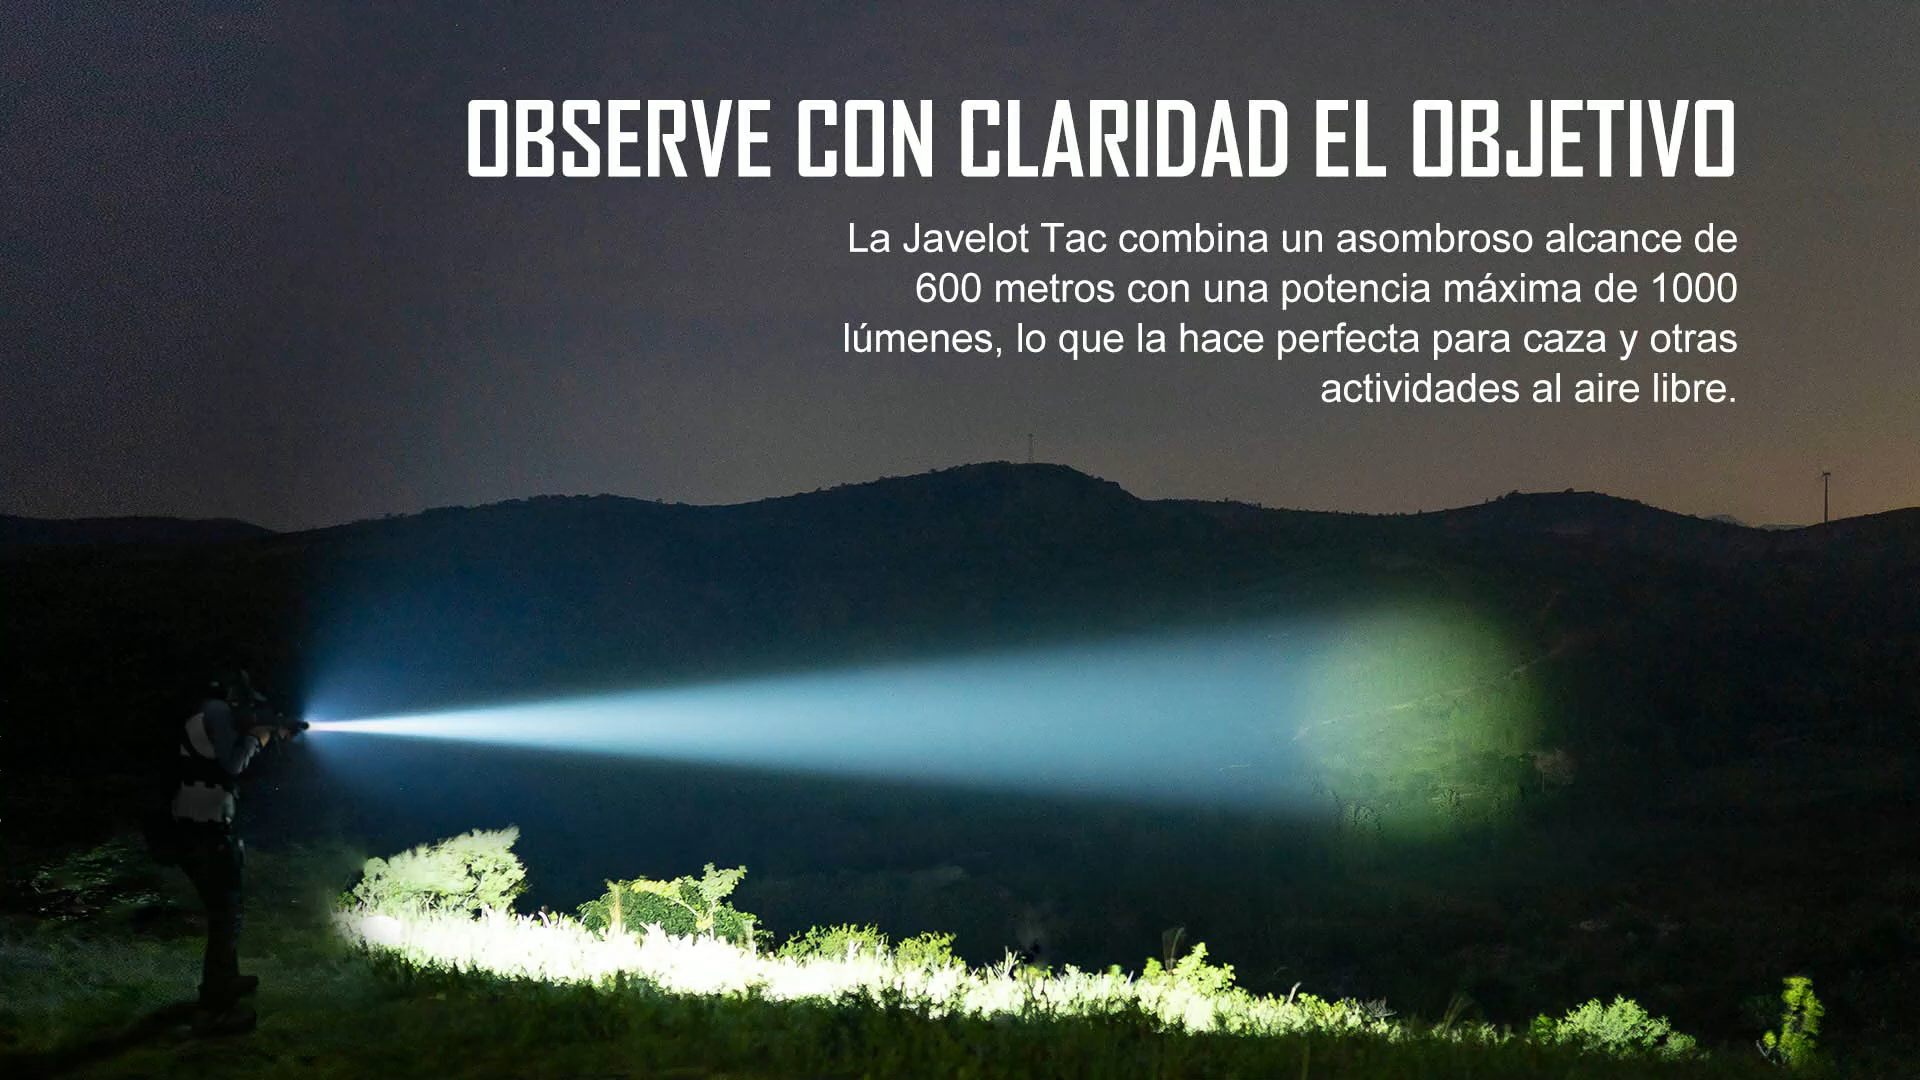 OBSERVE CON CLARIDAD EL OBJETIVO
La Javelot Tac combina un asombroso alcance de
600 metros con una potencia máxima de 1000
lúmenes, lo que la hace perfecta para caza y otras
actividades al aire libre.